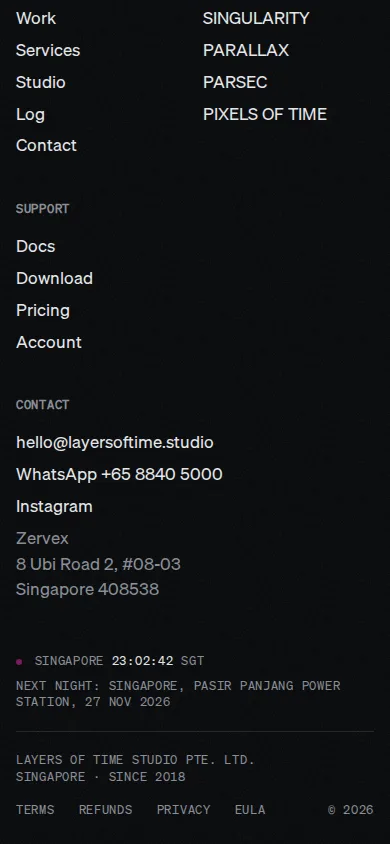 Work
Services
Studio
Log
Contact
SINGULARITY
PARALLAX
PARSEC
PIXELS OF TIME
SUPPORT
Docs
Download
Pricing
Account
CONTACT
hello@layersoftime.studio
WhatsApp +65 8840 5000
Instagram
Zervex
8 Ubi Road 2, #08-03
Singapore 408538
SINGAPORE 23:02:42 SGT
NEXT NIGHT: SINGAPORE, PASIR PANJANG POWER
STATION, 27 NOV 2026
LAYERS OF TIME STUDIO PTE. LTD.
SINGAPORE · SINCE 2018
TERMS REFUNDS PRIVACY EULA © 2026